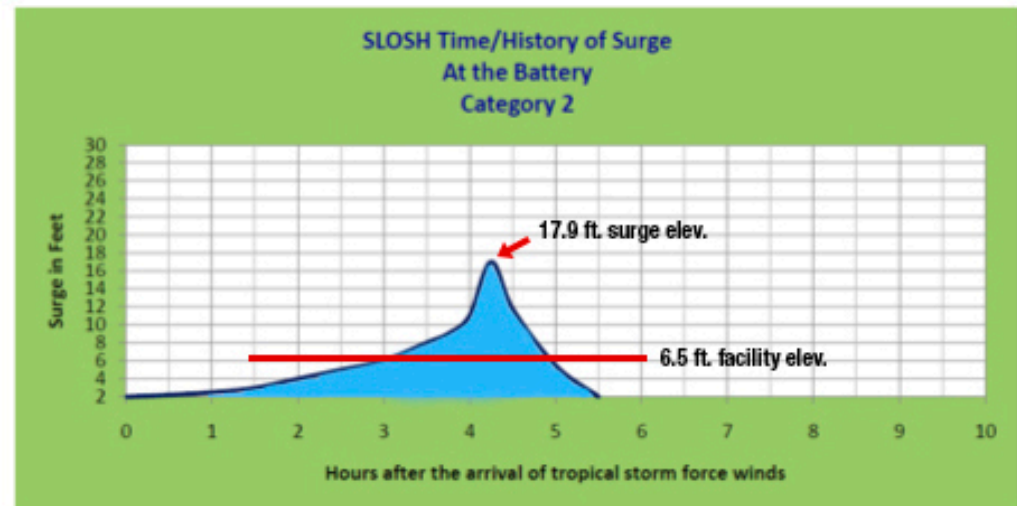 SLOSH Time/History of Surge
At the Battery
Category 2
Surge in Feet
30
28
26
24
22
20
18
16
14
12
10
8
6
4
2
17.9 ft. surge elev.
6.5 ft. facility elev.
0 1 2 3 4 5 6 7 8 9 10
Hours after the arrival of tropical storm force winds